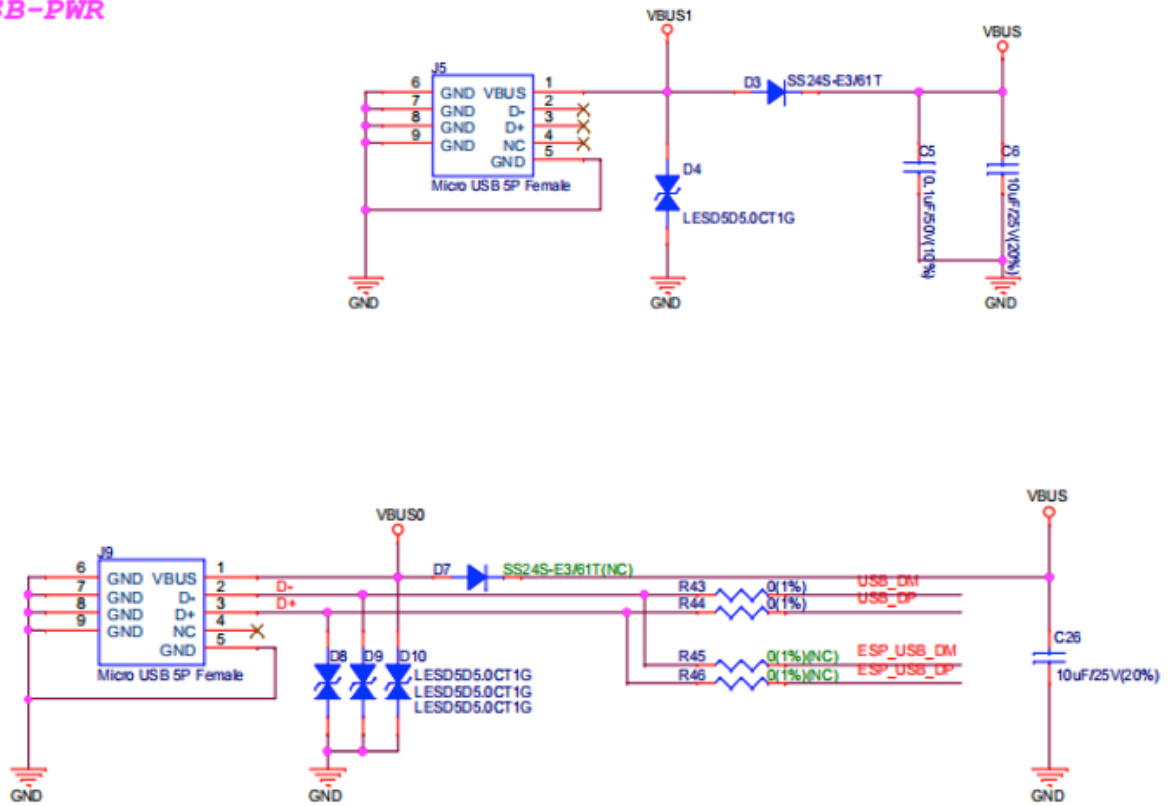 SB-PWR
VBUS1
VBUS
J5
6 GND VBUS 1
7 GND D- 2
8 GND D+ 3
9 GND NC 4
GND 5
Micro USB 5P Female
D3 SS24S-E3/61T
D4
LESD5D5.0CT1G
C5
0.1uF/50V(10%)
C6
10uF/25V(20%)
GND
GND
GND
VBUS0
VBUS
J9
6 GND VBUS 1
7 GND D- 2
8 GND D+ 3
9 GND NC 4
GND 5
Micro USB 5P Female
D-
D+
D7 SS24S-E3/61T(NC)
R43 0(1%) USB_DM
R44 0(1%) USB_DP
R45 0(1%)(NC) ESP_USB_DM
R46 0(1%)(NC) ESP_USB_DP
D8 D9 D10
LESD5D5.0CT1G
LESD5D5.0CT1G
LESD5D5.0CT1G
C26
10uF/25V(20%)
GND
GND
GND